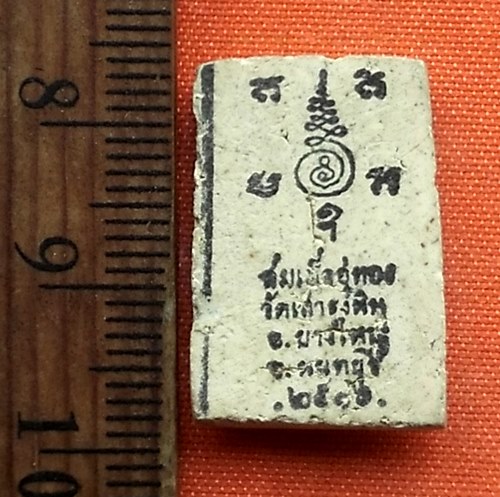 8
9
10
สมเด็จอู่ทอง
วัดเสาธงหิน
อ.บางใหญ่
จ.นนทบุรี